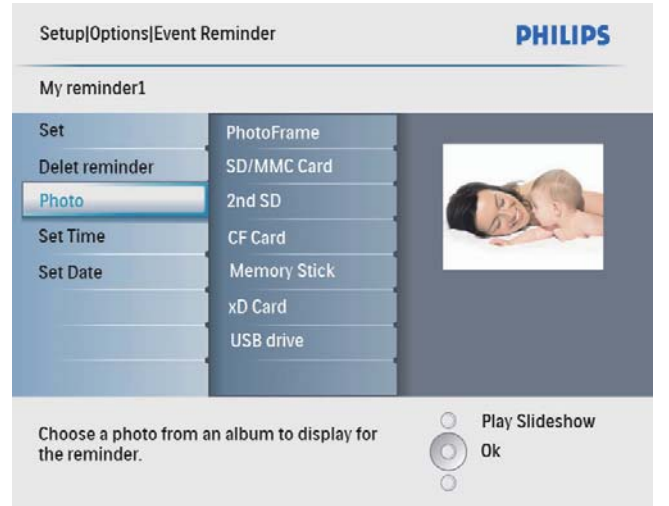 Setup|Options|Event Reminder
PHILIPS
My reminder1
Set
Delet reminder
Photo
Set Time
Set Date
PhotoFrame
SD/MMC Card
2nd SD
CF Card
Memory Stick
xD Card
USB drive
Choose a photo from an album to display for
the reminder.
Play Slideshow
Ok